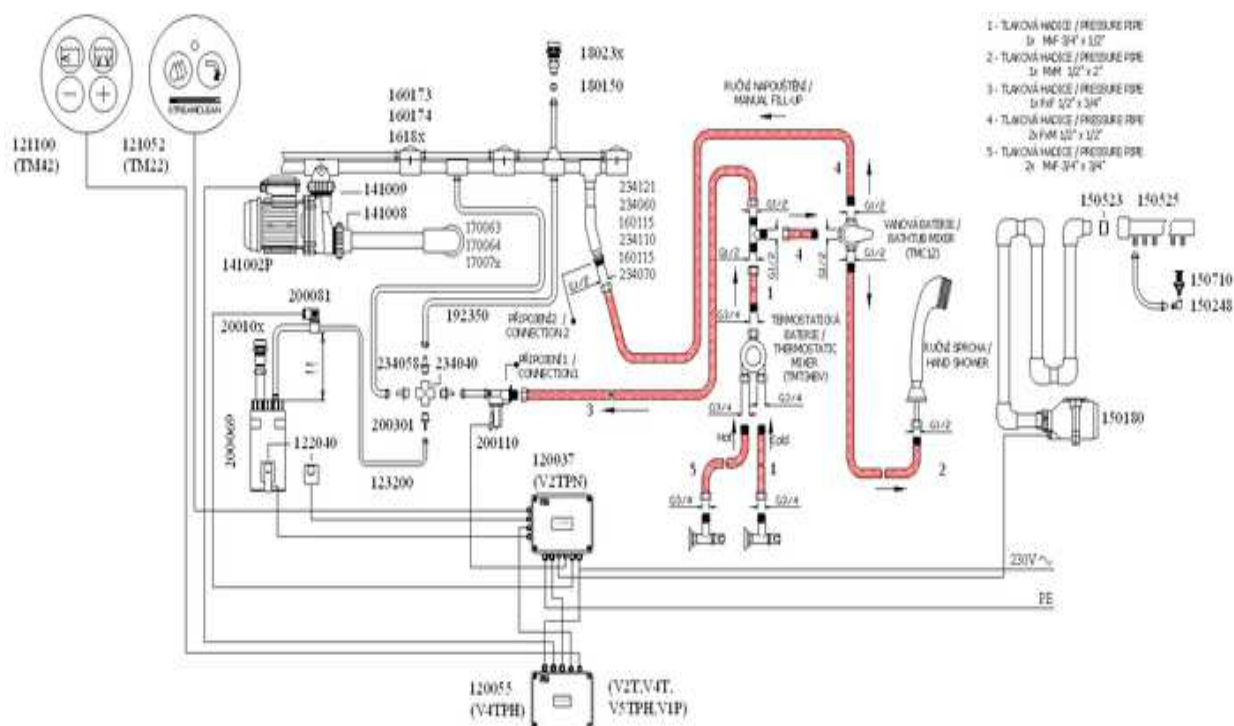 STREAMCLEAN
121100
(TM42)
121052
(TM22)
160173
160174
1618x
18023x
180150
RUČNÍ NAPOUŠTĚNÍ /
MANUAL FILL-UP
1 - TLAKOVÁ HADICE / PRESSURE PIPE
1x MxF 3/4" x 1/2"
2 - TLAKOVÁ HADICE / PRESSURE PIPE
1x MxM 1/2" x 2"
3 - TLAKOVÁ HADICE / PRESSURE PIPE
1x FxF 1/2" x 3/4"
4 - TLAKOVÁ HADICE / PRESSURE PIPE
2x FxM 1/2" x 1/2"
5 - TLAKOVÁ HADICE / PRESSURE PIPE
2x MxF 3/4" x 3/4"
141009
141008
141002P
170063
170064
17007x
234121
234060
160115
234110
160115
234070
G1/2
4
G1/2
G1/2
G1/2
G1/2
G1/2
4
VANOVÁ BATERIE /
BATHTUB MIXER
(TMC12)
150523
150525
150710
150248
200081
20010x
192350
PŘIPOJENÍ 2 /
CONNECTION 2
1
G3/4
TERMOSTATICKÁ
BATERIE /
THERMOSTATIC
MIXER
RUČNÍ SPRCHA /
HAND SHOWER
234058
234040
PŘIPOJENÍ 1 /
CONNECTION 1
3
G3/4
G3/4
150180
200069
122040
200301
200110
Hot
Cold
G1/2
123200
120037
(V2TPN)
5
2
G3/4
G3/4
230V ~
PE
120055
(V4TPH)
(V2T, V4T,
V5TPH, V1P)